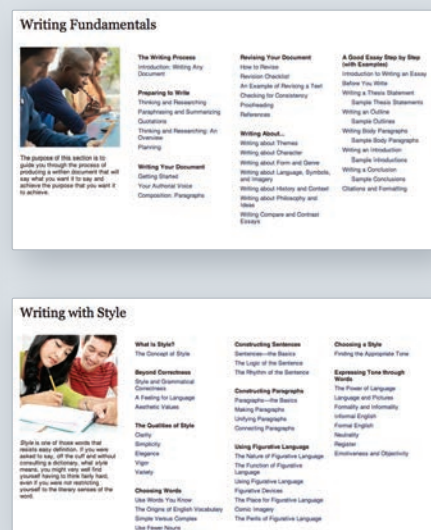 Writing Fundamentals
The purpose of this section is to
guide you through the process of
producing a written document that will
say what you want it to say and
achieve the purpose that you want it
to achieve.
The Writing Process
Introduction: Writing Any
Document
Preparing to Write
Thinking and Researching
Paraphrasing and Summarizing
Quotations
Thinking and Researching: An
Overview
Planning
Writing Your Document
Getting Started
Your Authorial Voice
Composition: Paragraphs
Revising Your Document
How to Revise
Revision Checklist
An Example of Revising a Text
Checking for Consistency
Proofreading
References
Writing About...
Writing about Themes
Writing about Character
Writing about Form and Genre
Writing about Language, Symbols,
and Imagery
Writing about History and Context
Writing about Philosophy and
Ideas
Writing Compare and Contrast
Essays
A Good Essay Step by Step
(with Examples)
Introduction to Writing an Essay
Before You Write
Writing a Thesis Statement
Sample Thesis Statements
Writing an Outline
Sample Outlines
Writing Body Paragraphs
Sample Body Paragraphs
Writing an Introduction
Sample Introductions
Writing a Conclusion
Sample Conclusions
Citations and Formatting
Writing with Style
Style is one of those words that
resists easy definition. If you were
asked to say, off the cuff and without
consulting a dictionary, what style
means, you might very well find
yourself having to think fairly hard,
even if you were not restricting
yourself to the literary senses of the
word.
What Is Style?
The Concept of Style
Beyond Correctness
Style and Grammatical
Correctness
A Feeling for Language
Aesthetic Values
The Qualities of Style
Clarity
Simplicity
Elegance
Vigor
Variety
Choosing Words
Use Words You Know
The Origins of English Vocabulary
Simple Versus Complex
Use Fewer Nouns
Constructing Sentences
Sentences—the Basics
The Logic of the Sentence
The Rhythm of the Sentence
Constructing Paragraphs
Paragraphs—the Basics
Making Paragraphs
Unifying Paragraphs
Connecting Paragraphs
Using Figurative Language
The Nature of Figurative Language
The Function of Figurative
Language
Using Figurative Language
Figurative Devices
The Place for Figurative Language
Comic Imagery
The Perils of Figurative Language
Choosing a Style
Finding the Appropriate Tone
Expressing Tone through
Words
The Power of Language
Language and Pictures
Formality and Informality
Informal English
Formal English
Neutrality
Register
Emotiveness and Objectivity